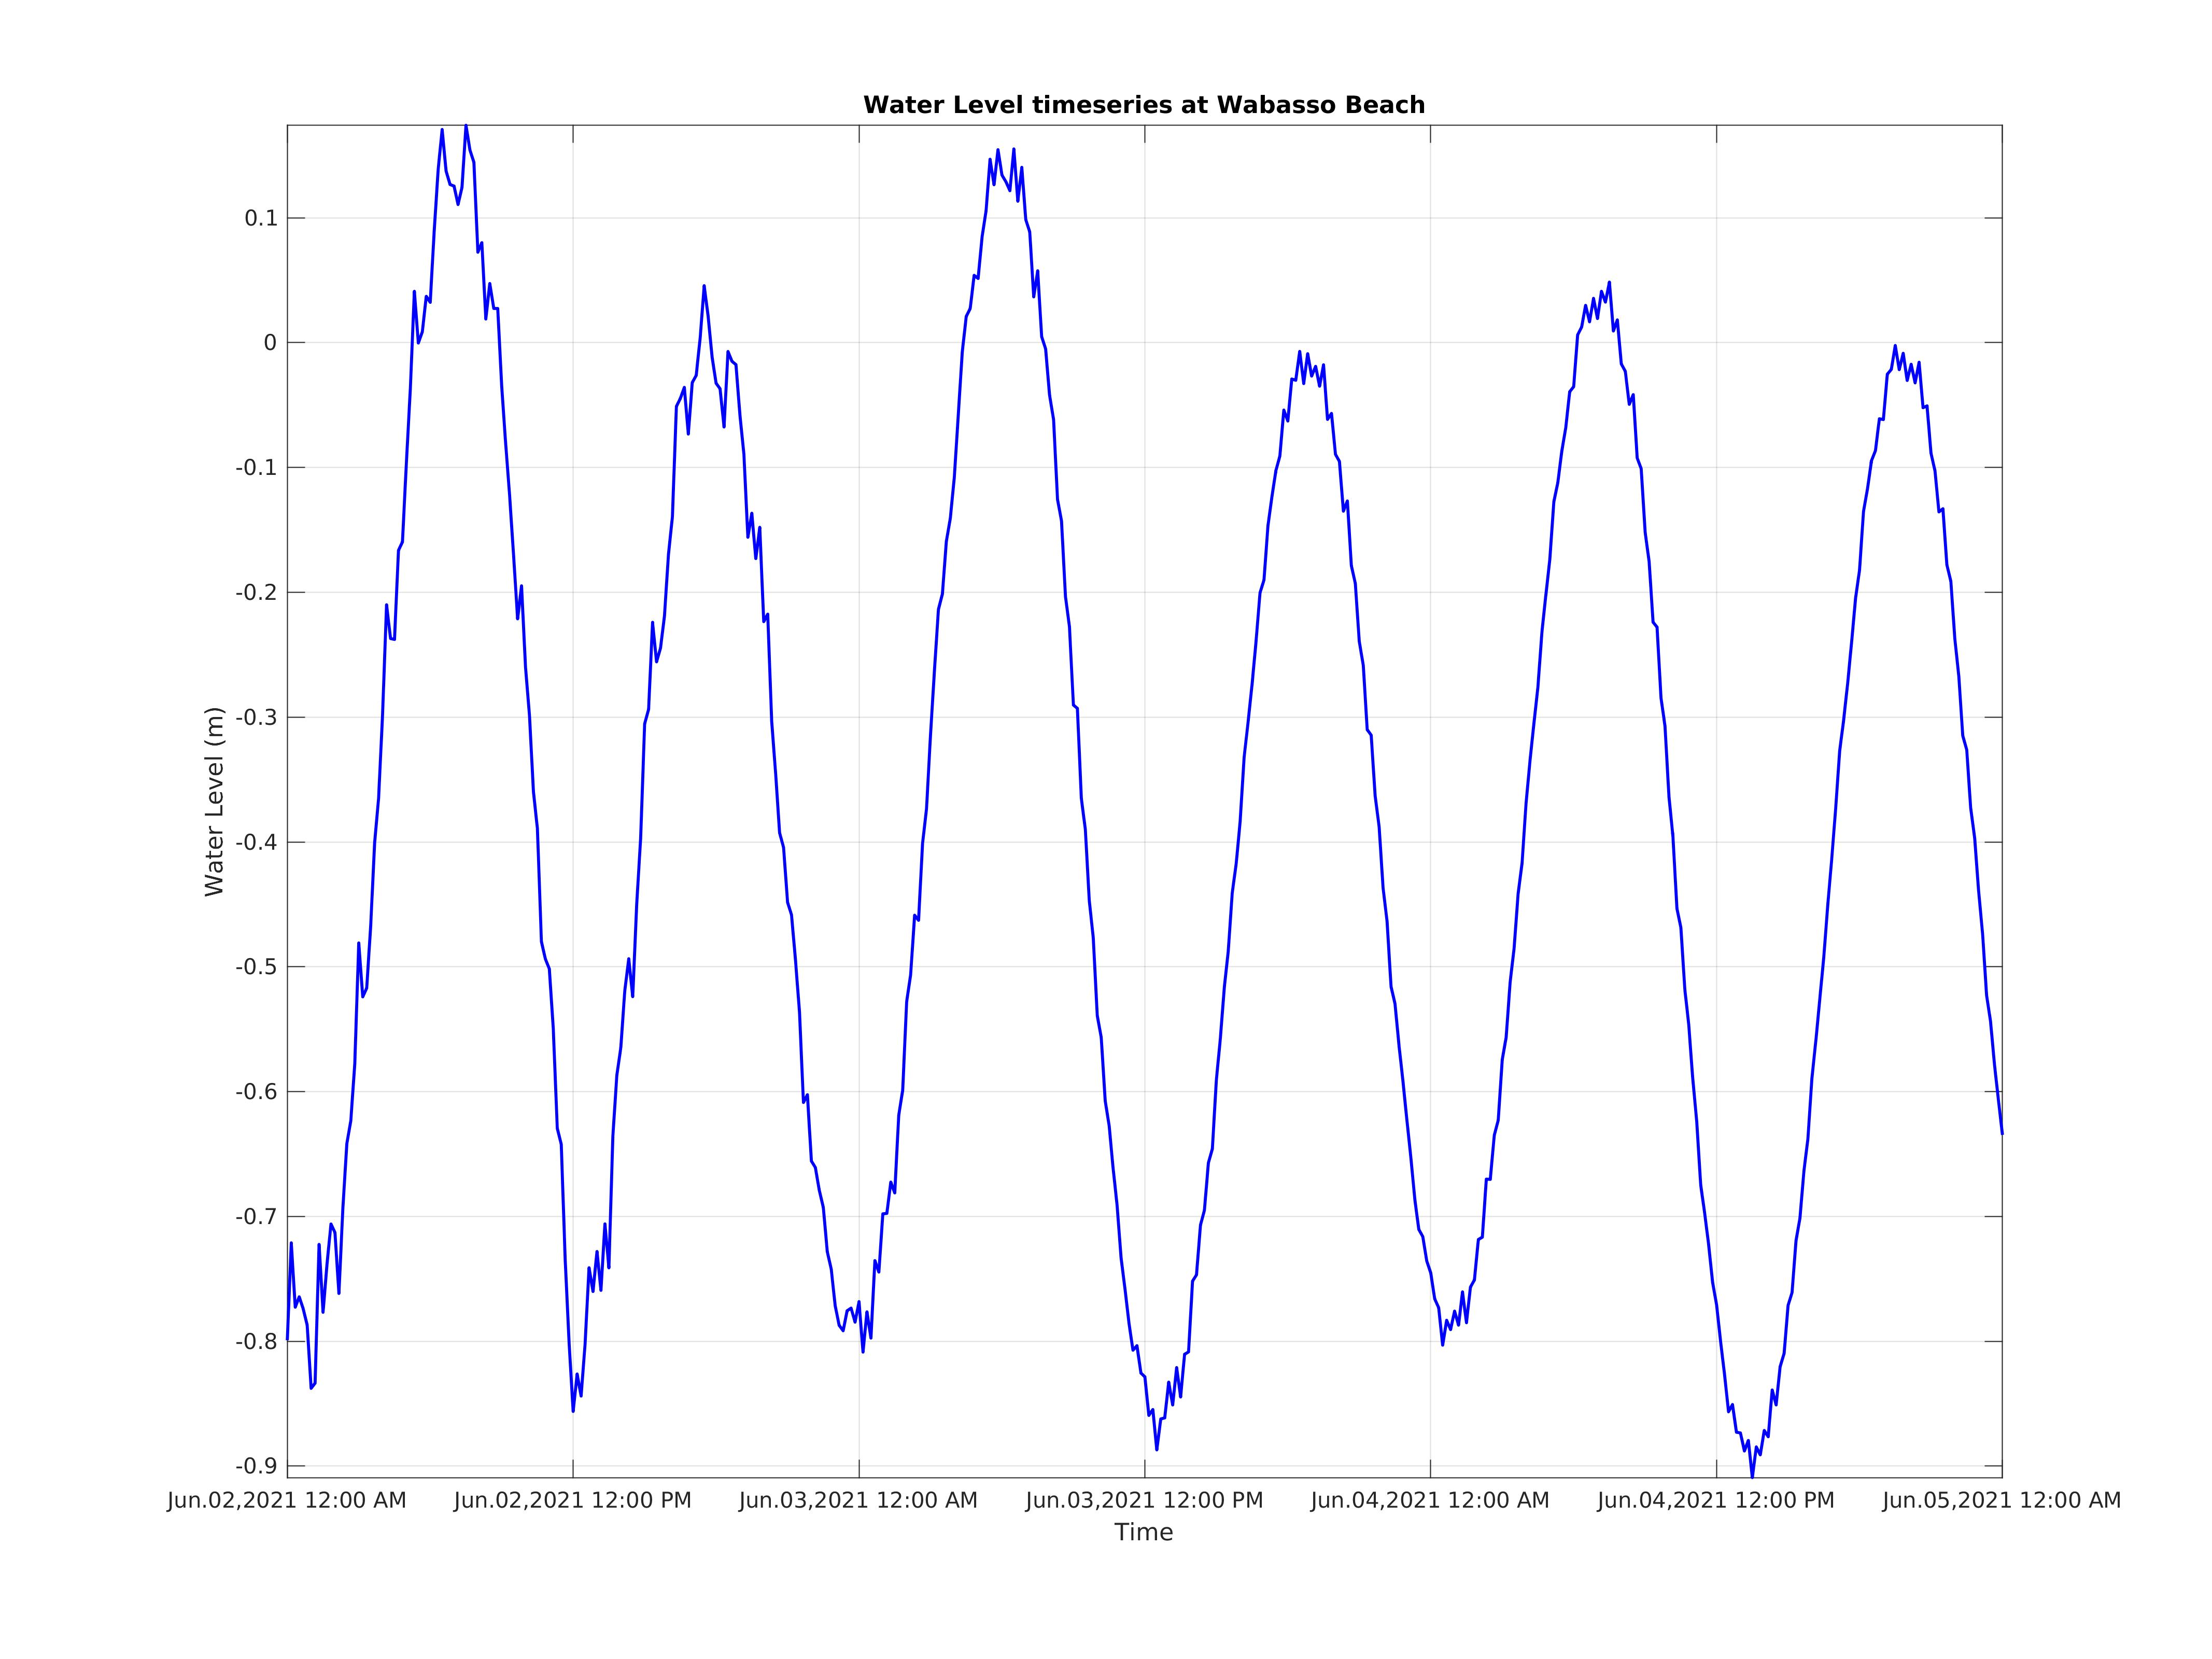 Water Level timeseries at Wabasso Beach
0.1
0
-0.1
-0.2
-0.3
-0.4
-0.5
-0.6
-0.7
-0.8
-0.9
Water Level (m)
Jun.02,2021 12:00 AM Jun.02,2021 12:00 PM Jun.03,2021 12:00 AM Jun.03,2021 12:00 PM Jun.04,2021 12:00 AM Jun.04,2021 12:00 PM Jun.05,2021 12:00 AM
Time